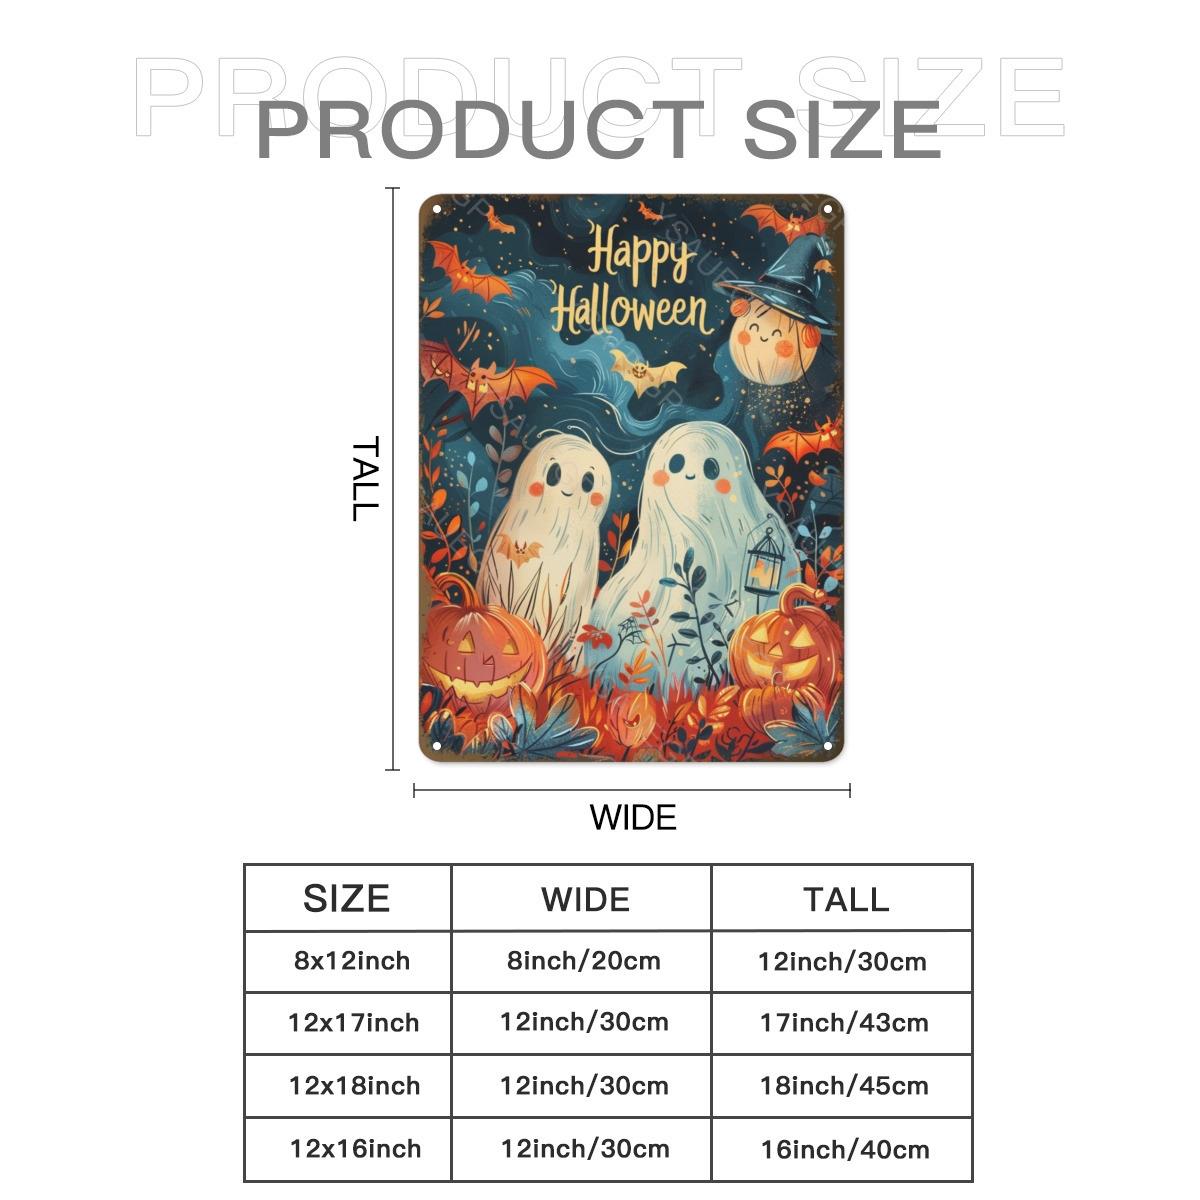 PRODUCT SIZE
PRODUCT SIZE
Happy
Halloween
TALL
WIDE
SIZE WIDE TALL
8x12inch 8inch/20cm 12inch/30cm
12x17inch 12inch/30cm 17inch/43cm
12x18inch 12inch/30cm 18inch/45cm
12x16inch 12inch/30cm 16inch/40cm